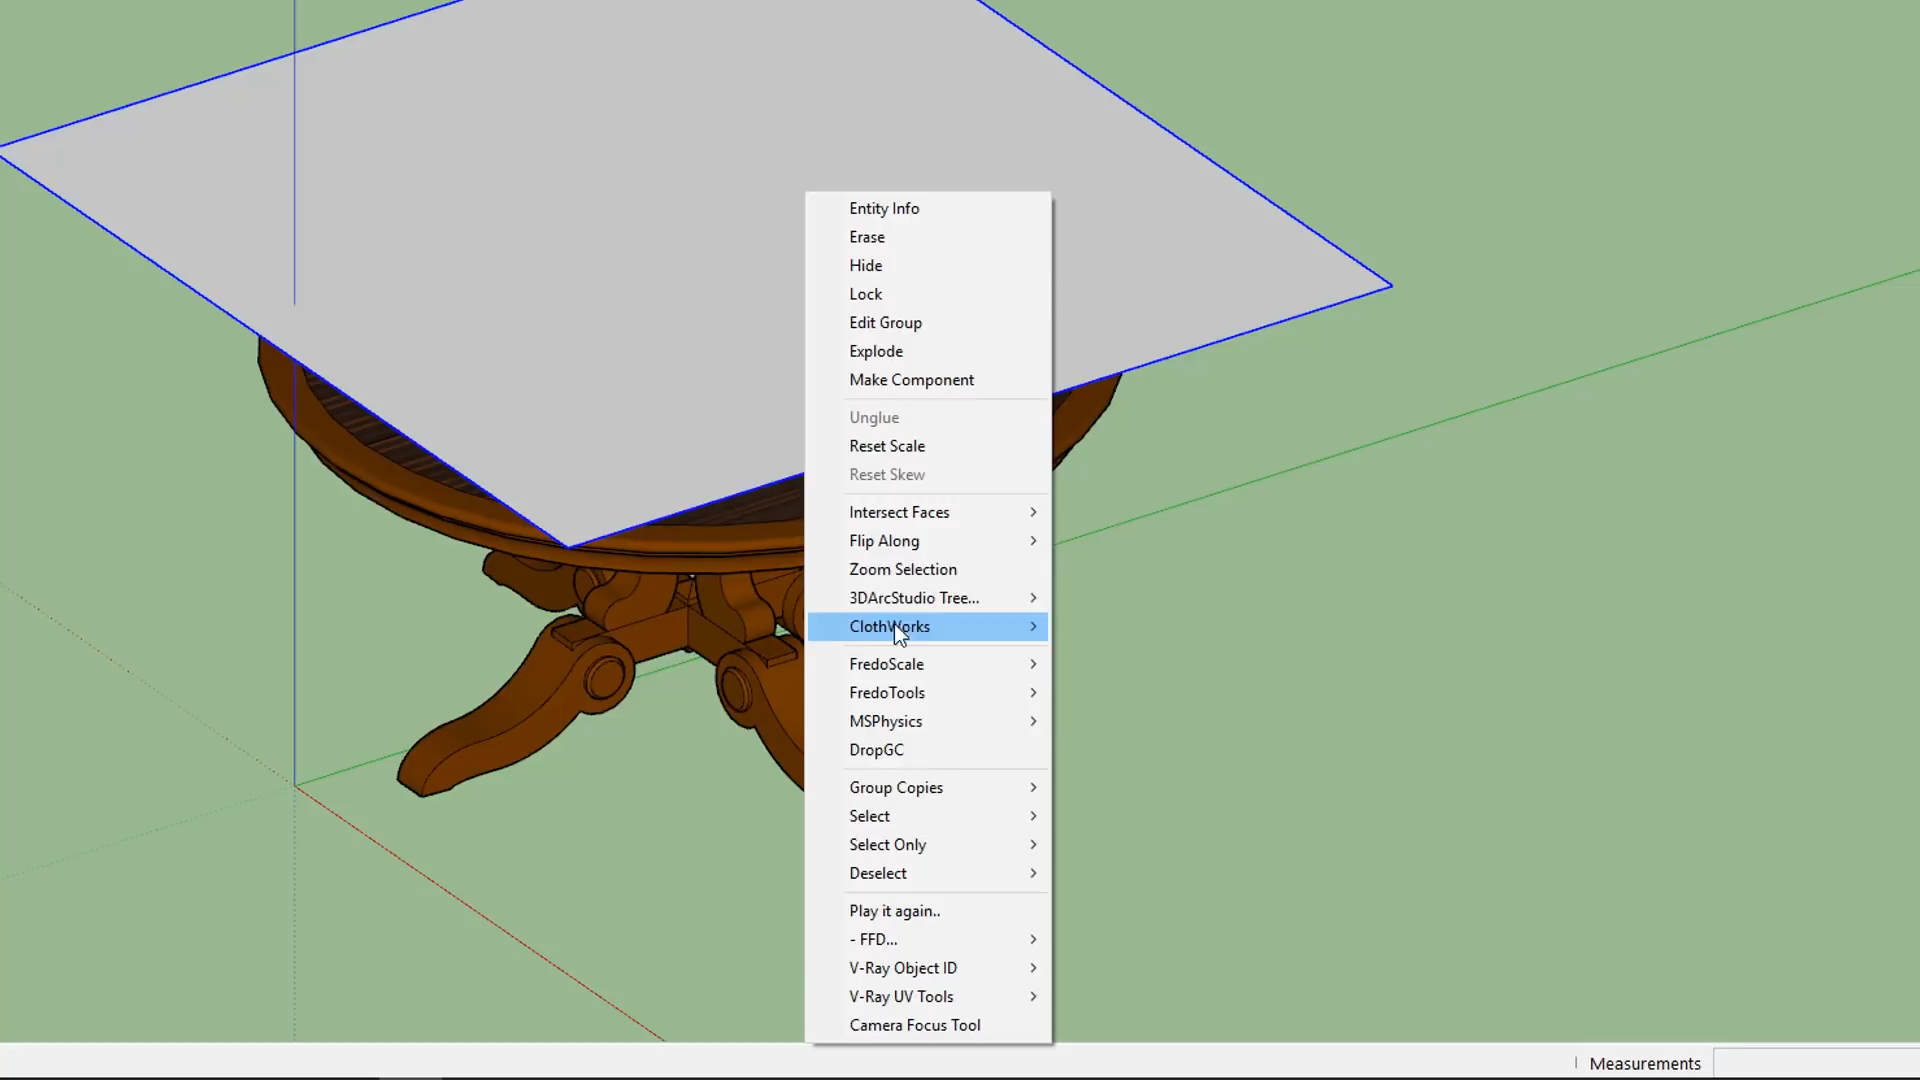 Entity Info
Erase
Hide
Lock
Edit Group
Explode
Make Component
Unglue
Reset Scale
Reset Skew
Intersect Faces
Flip Along
Zoom Selection
3DArcStudio Tree...
ClothWorks
FredoScale
FredoTools
MSPhysics
DropGC
Group Copies
Select
Select Only
Deselect
Play it again..
- FFD...
V-Ray Object ID
V-Ray UV Tools
Camera Focus Tool
Measurements